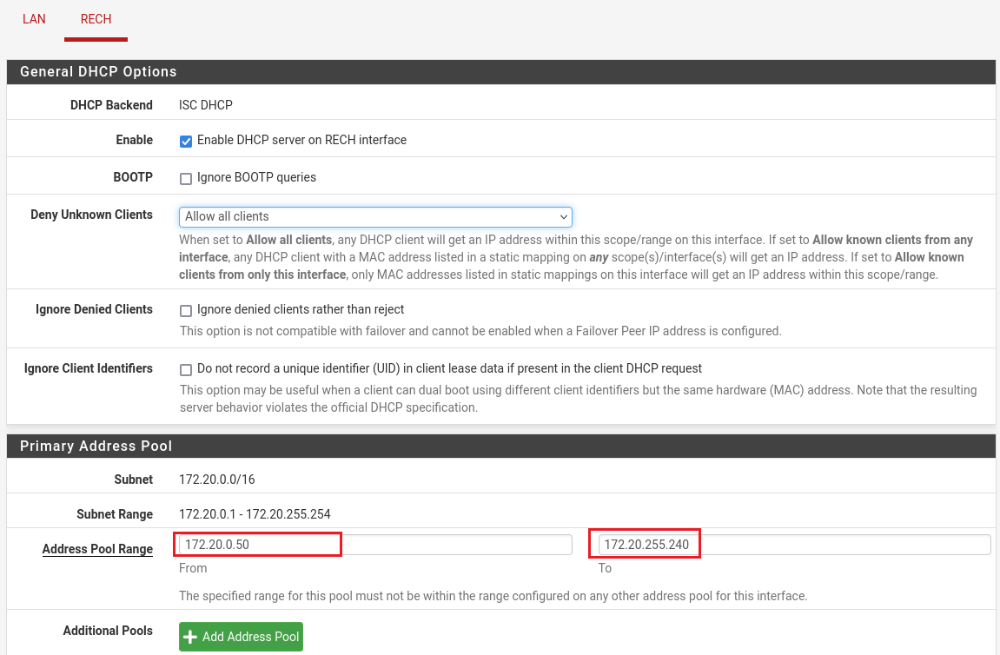 LAN RECH
General DHCP Options
DHCP Backend ISC DHCP
Enable Enable DHCP server on RECH interface
BOOTP Ignore BOOTP queries
Deny Unknown Clients Allow all clients
When set to Allow all clients, any DHCP client will get an IP address within this scope/range on this interface. If set to Allow known clients from any
interface, any DHCP client with a MAC address listed in a static mapping on any scope(s)/interface(s) will get an IP address. If set to Allow known
clients from only this interface, only MAC addresses listed in static mappings on this interface will get an IP address within this scope/range.
Ignore Denied Clients Ignore denied clients rather than reject
This option is not compatible with failover and cannot be enabled when a Failover Peer IP address is configured.
Ignore Client Identifiers Do not record a unique identifier (UID) in client lease data if present in the client DHCP request
This option may be useful when a client can dual boot using different client identifiers but the same hardware (MAC) address. Note that the resulting
server behavior violates the official DHCP specification.
Primary Address Pool
Subnet 172.20.0.0/16
Subnet Range 172.20.0.1 - 172.20.255.254
Address Pool Range 172.20.0.50 172.20.255.240
From To
The specified range for this pool must not be within the range configured on any other address pool for this interface.
Additional Pools Add Address Pool